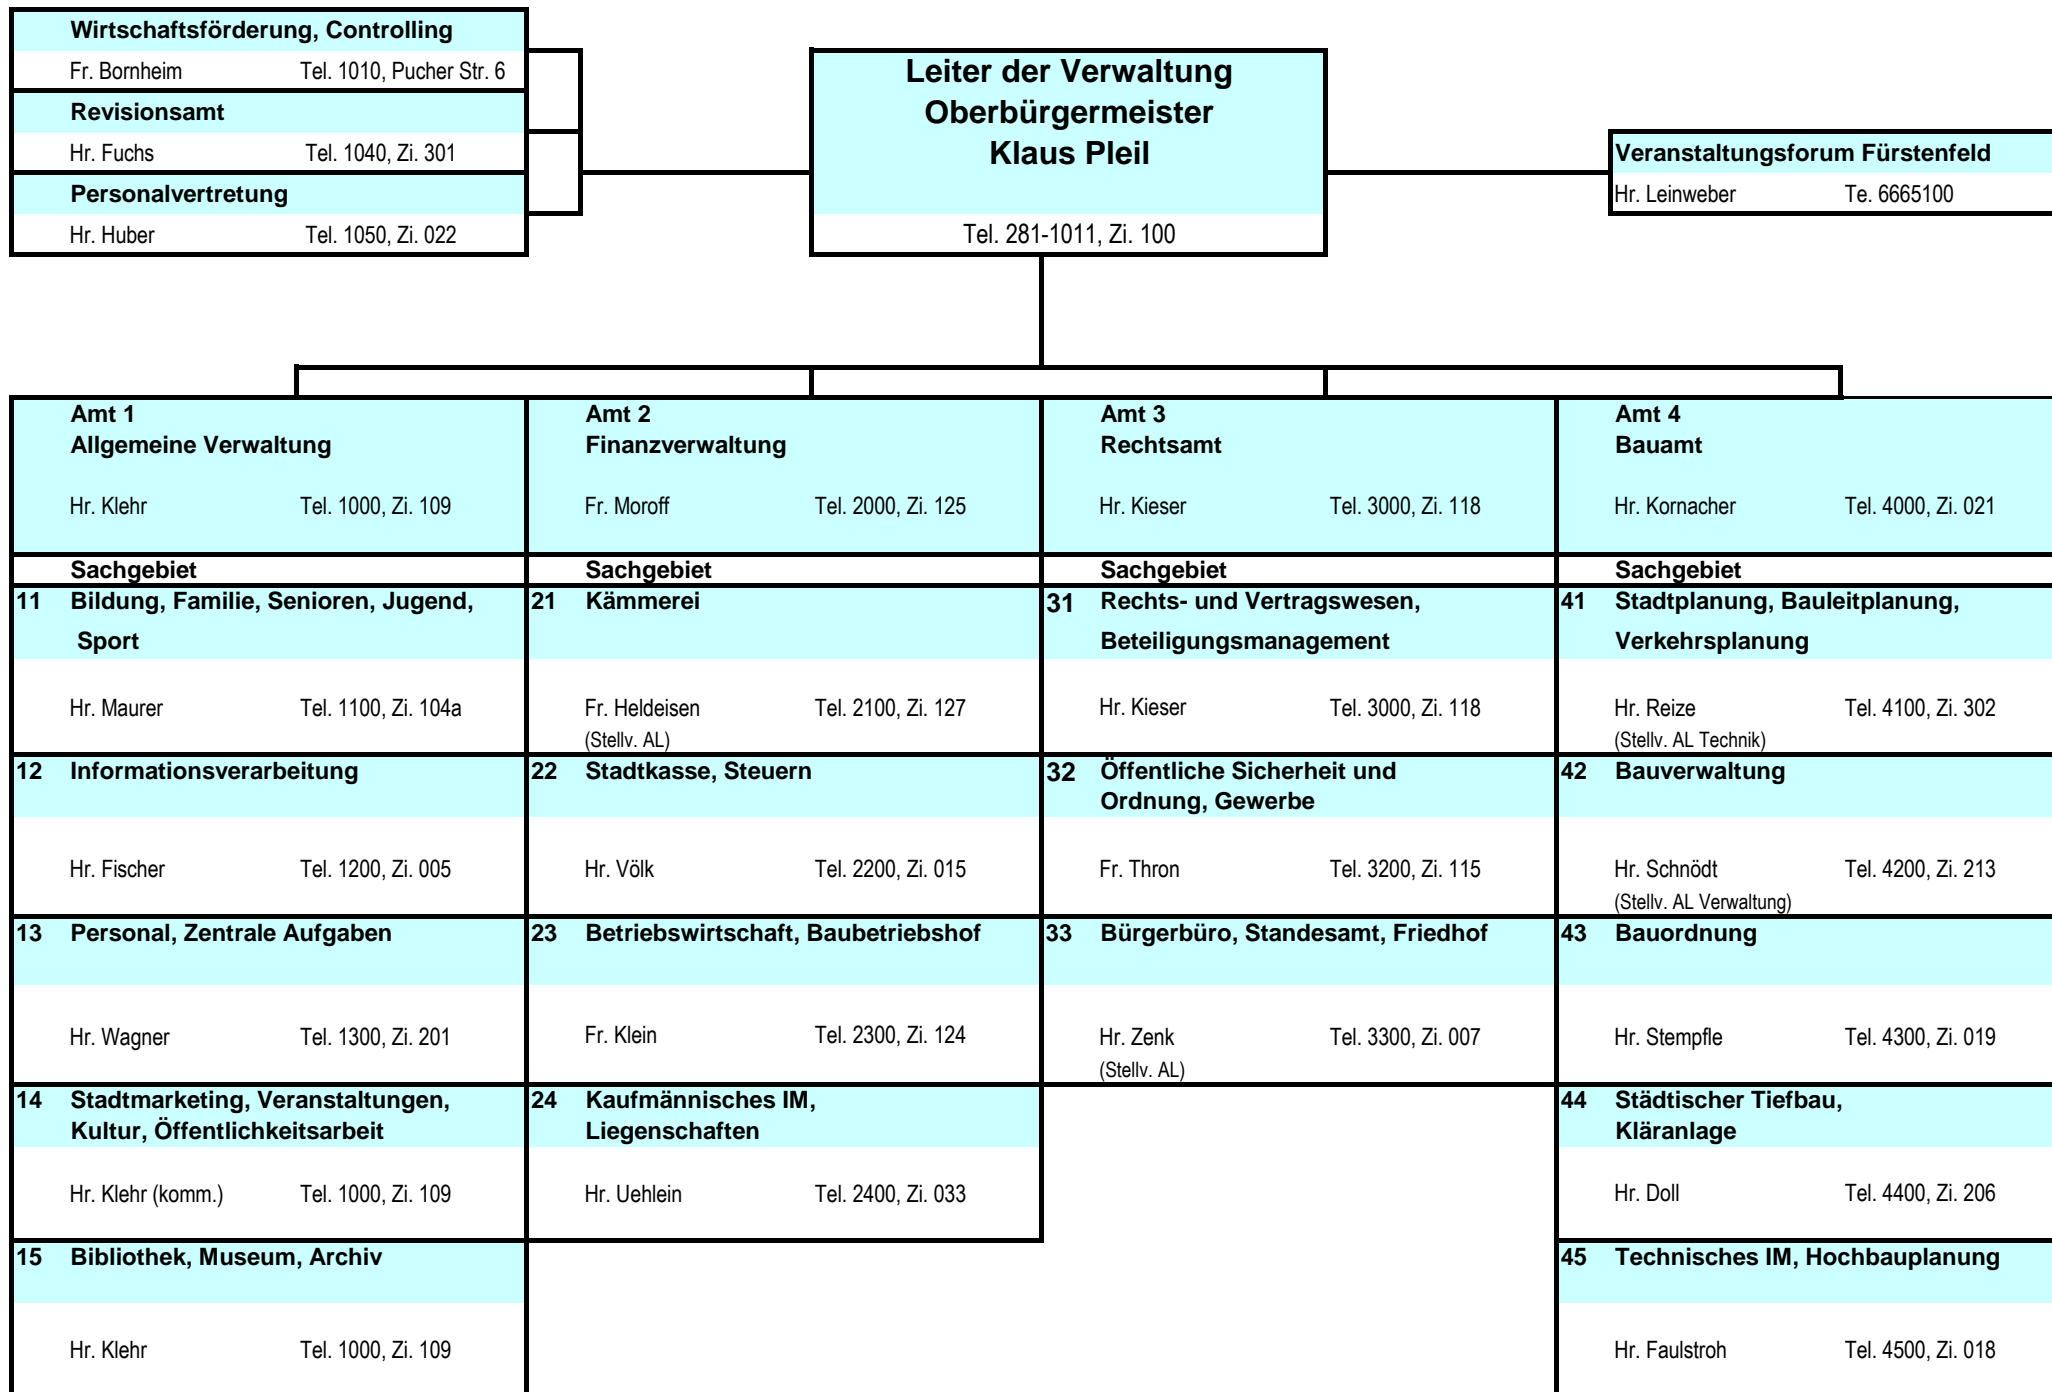 Wirtschaftsförderung, Controlling
Fr. Bornheim Tel. 1010, Pucher Str. 6
Revisionsamt
Hr. Fuchs Tel. 1040, Zi. 301
Personalvertretung
Hr. Huber Tel. 1050, Zi. 022
Leiter der Verwaltung
Oberbürgermeister
Klaus Pleil
Tel. 281-1011, Zi. 100
Veranstaltungsforum Fürstenfeld
Hr. Leinweber Te. 6665100
Amt 1
Allgemeine Verwaltung
Hr. Klehr Tel. 1000, Zi. 109
Sachgebiet
11 Bildung, Familie, Senioren, Jugend,
Sport
Hr. Maurer Tel. 1100, Zi. 104a
12 Informationsverarbeitung
Hr. Fischer Tel. 1200, Zi. 005
13 Personal, Zentrale Aufgaben
Hr. Wagner Tel. 1300, Zi. 201
14 Stadtmarketing, Veranstaltungen,
Kultur, Öffentlichkeitsarbeit
Hr. Klehr (komm.) Tel. 1000, Zi. 109
15 Bibliothek, Museum, Archiv
Hr. Klehr Tel. 1000, Zi. 109
Amt 2
Finanzverwaltung
Fr. Moroff Tel. 2000, Zi. 125
Sachgebiet
21 Kämmerei
Fr. Heldeisen Tel. 2100, Zi. 127
(Stellv. AL)
22 Stadtkasse, Steuern
Hr. Völk Tel. 2200, Zi. 015
23 Betriebswirtschaft, Baubetriebshof
Fr. Klein Tel. 2300, Zi. 124
24 Kaufmännisches IM,
Liegenschaften
Hr. Uehlein Tel. 2400, Zi. 033
Amt 3
Rechtsamt
Hr. Kieser Tel. 3000, Zi. 118
Sachgebiet
31 Rechts- und Vertragswesen,
Beteiligungsmanagement
Hr. Kieser Tel. 3000, Zi. 118
32 Öffentliche Sicherheit und
Ordnung, Gewerbe
Fr. Thron Tel. 3200, Zi. 115
33 Bürgerbüro, Standesamt, Friedhof
Hr. Zenk Tel. 3300, Zi. 007
(Stellv. AL)
Amt 4
Bauamt
Hr. Kornacher Tel. 4000, Zi. 021
Sachgebiet
41 Stadtplanung, Bauleitplanung,
Verkehrsplanung
Hr. Reize Tel. 4100, Zi. 302
(Stellv. AL Technik)
42 Bauverwaltung
Hr. Schnödt Tel. 4200, Zi. 213
(Stellv. AL Verwaltung)
43 Bauordnung
Hr. Stempfle Tel. 4300, Zi. 019
44 Städtischer Tiefbau,
Kläranlage
Hr. Doll Tel. 4400, Zi. 206
45 Technisches IM, Hochbauplanung
Hr. Faulstroh Tel. 4500, Zi. 018